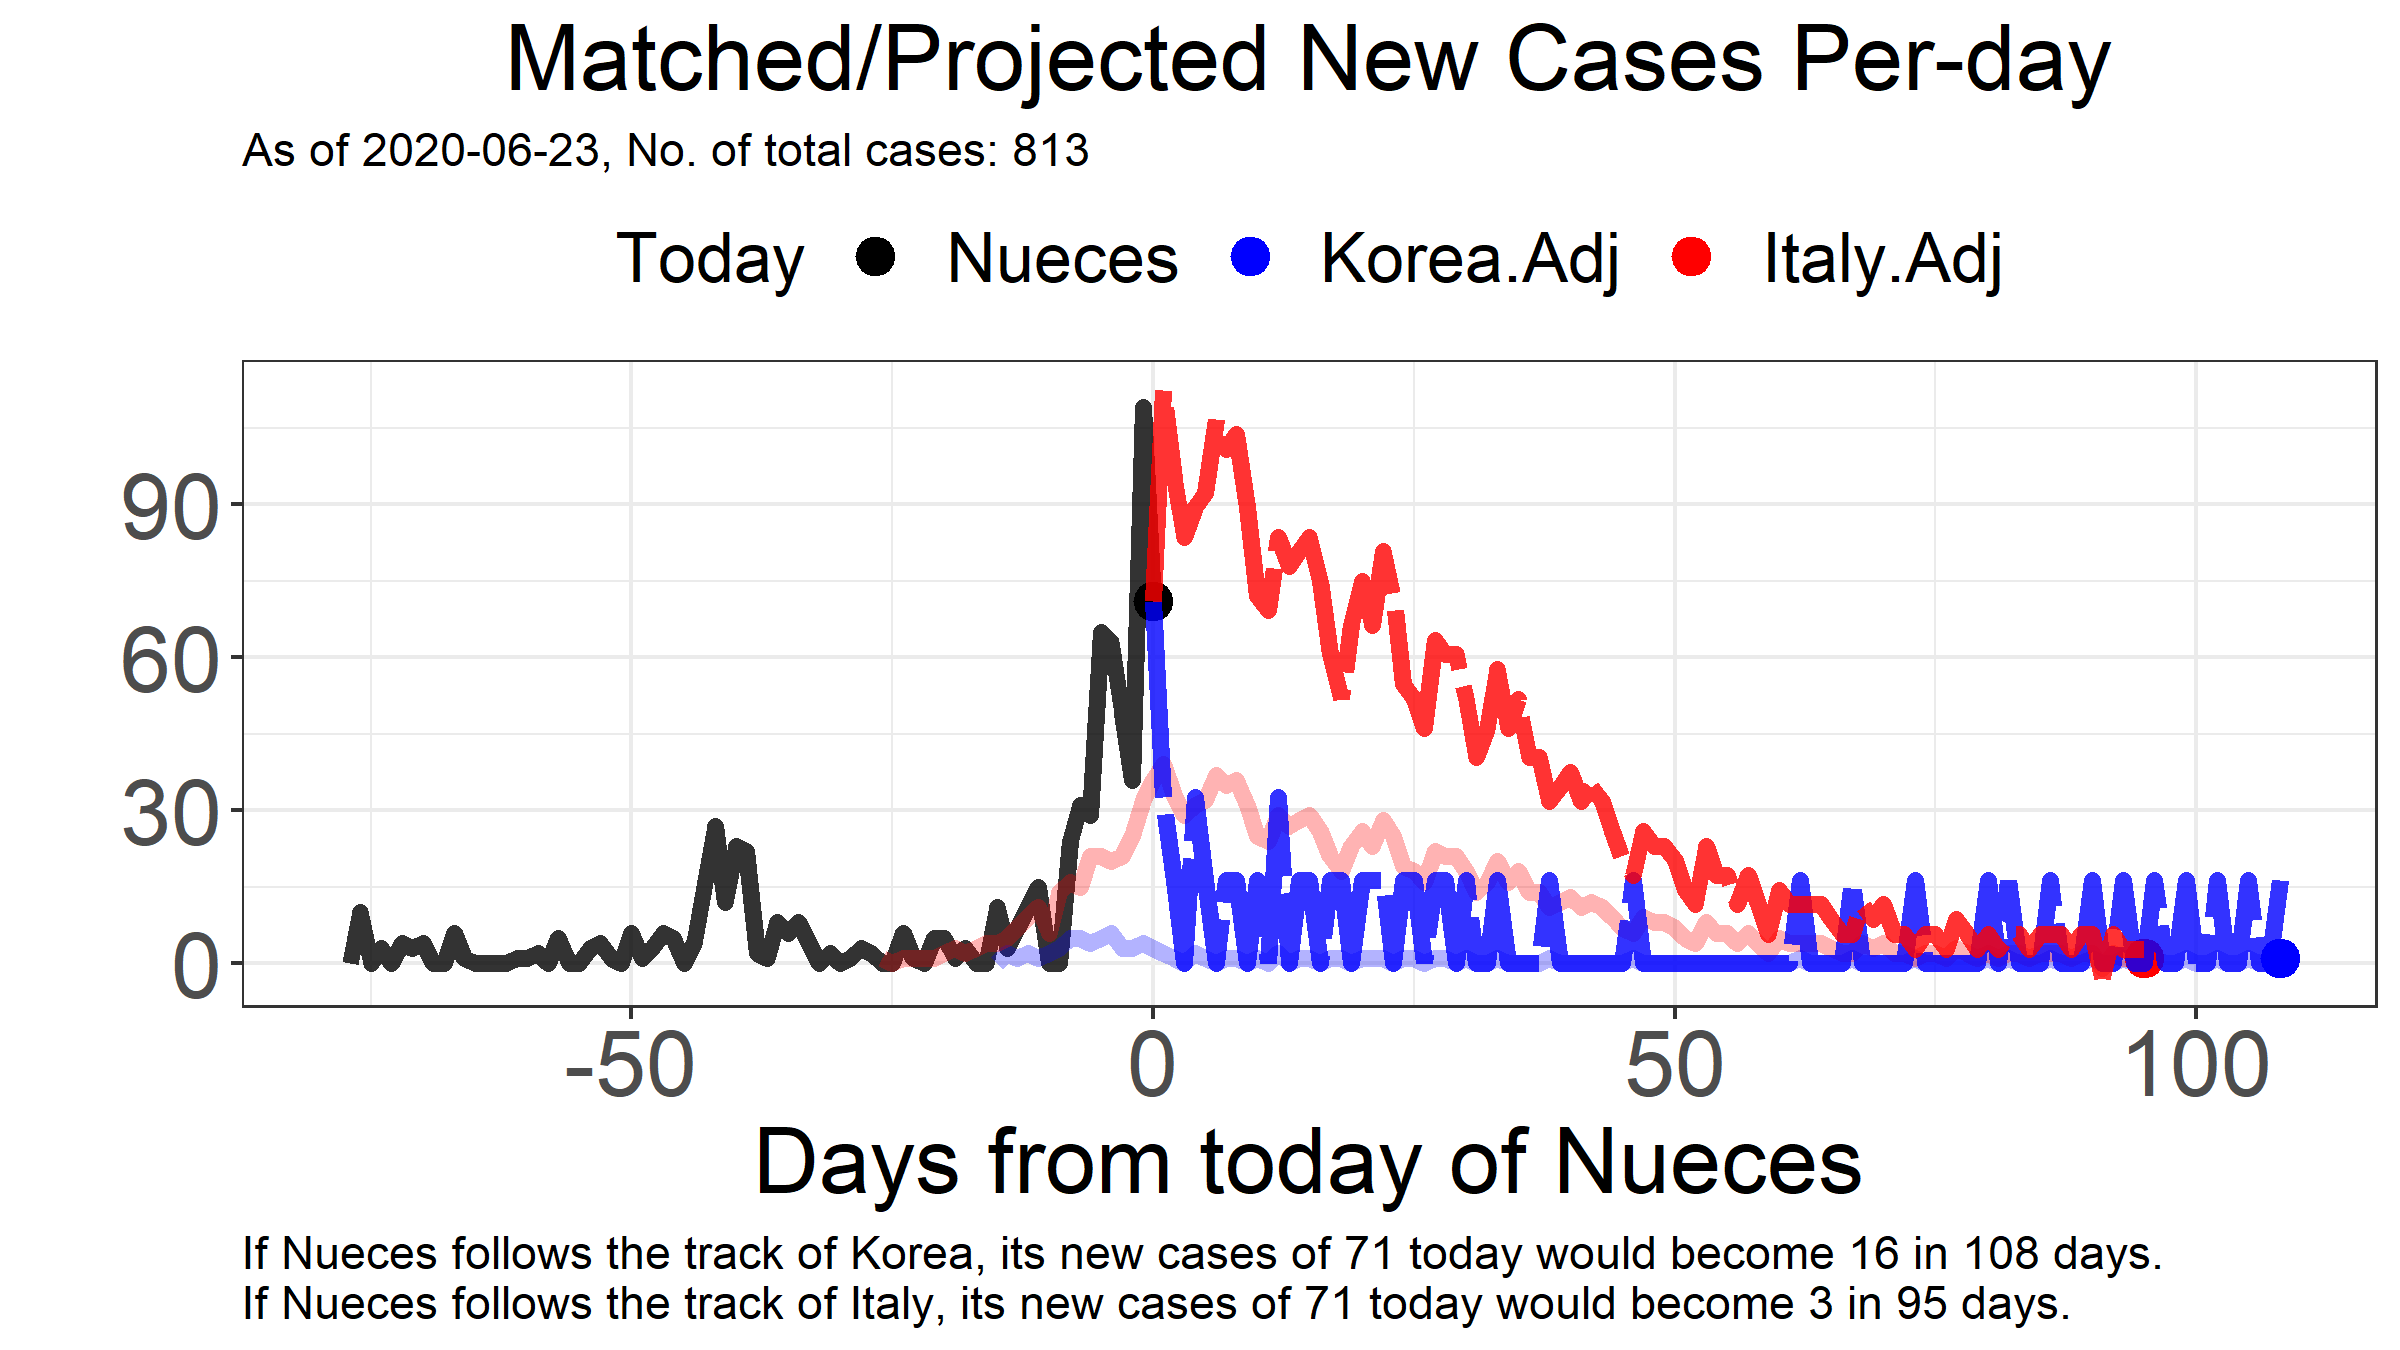 Matched/Projected New Cases Per-day
As of 2020-06-23, No. of total cases: 813
Today Nueces Korea.Adj Italy.Adj
90
60
30
0
-50 0 50 100
Days from today of Nueces
If Nueces follows the track of Korea, its new cases of 71 today would become 16 in 108 days.
If Nueces follows the track of Italy, its new cases of 71 today would become 3 in 95 days.